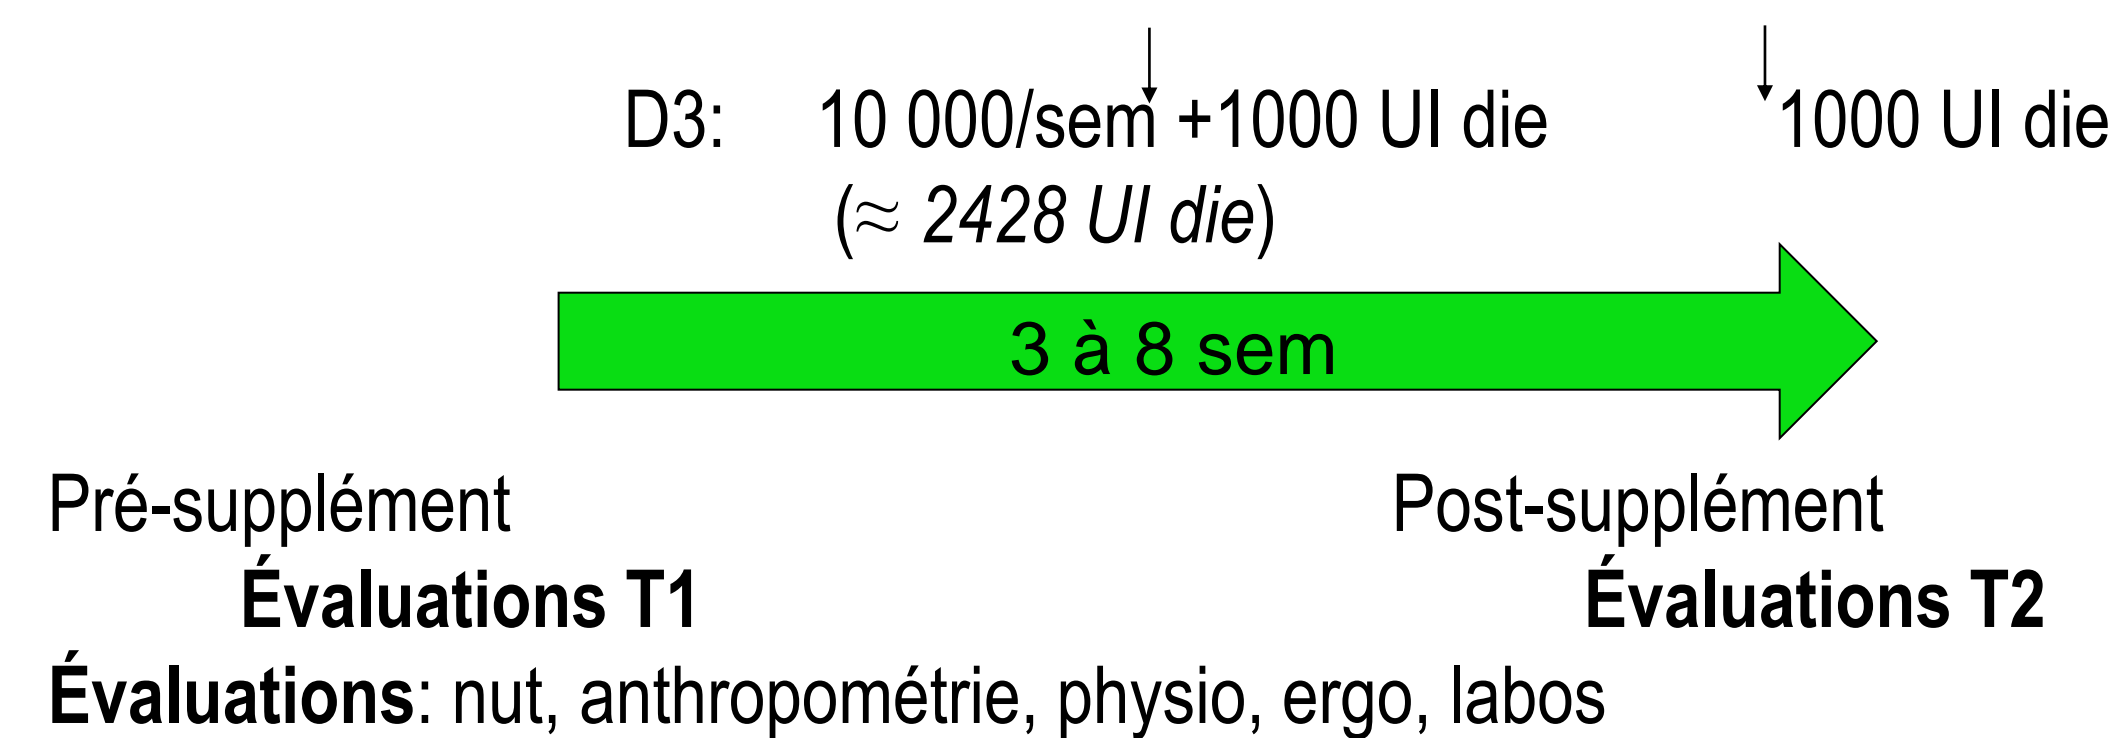 D3: 10 000/sem +1000 UI die 1000 UI die
(≈ 2428 UI die)
3 à 8 sem
Pré-supplément Post-supplément
Évaluations T1 Évaluations T2
Évaluations: nut, anthropométrie, physio, ergo, labos